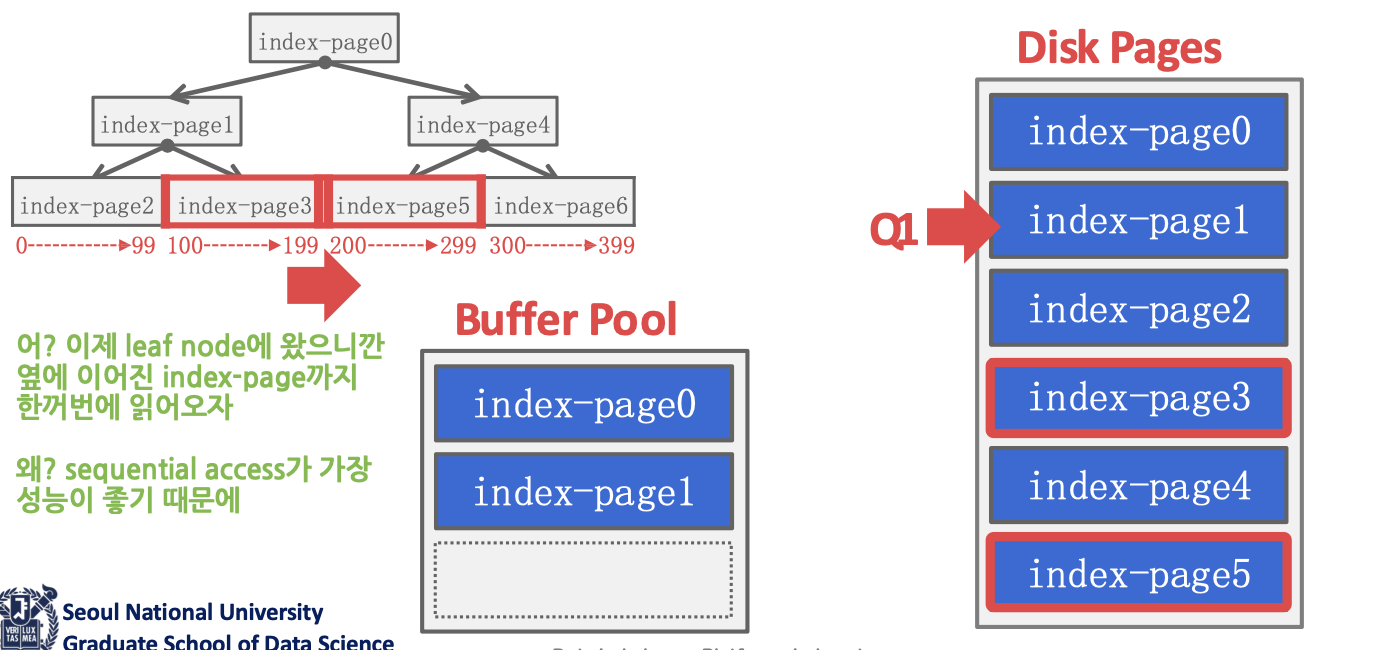 index-page0
index-page1
index-page4
index-page2
index-page3
index-page5
index-page6
0 99 100 199 200 299 300 399
어? 이제 leaf node에 왔으니깐
옆에 이어진 index-page까지
한꺼번에 읽어오자
왜? sequential access가 가장
성능이 좋기 때문에
Buffer Pool
index-page0
index-page1
Disk Pages
index-page0
Q1
index-page1
index-page2
index-page3
index-page4
index-page5
VERI LUX
TAS MEA
Seoul National University
Graduate School of Data Science